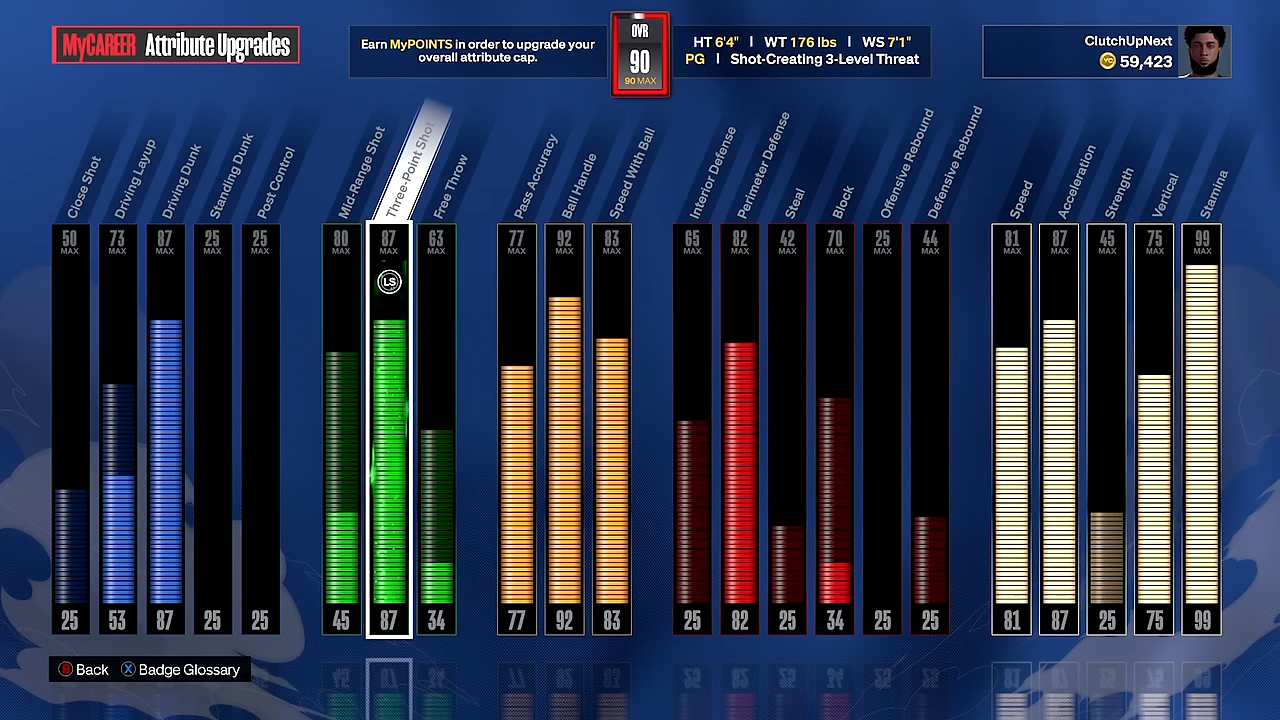 MyCAREER Attribute Upgrades
Earn MyPOINTS in order to upgrade your
overall attribute cap.
OVR
90
90 MAX
HT 6'4" | WT 176 lbs | WS 7'1"
PG | Shot-Creating 3-Level Threat
ClutchUpNext
VC 59,423
Close Shot
Driving Layup
Driving Dunk
Standing Dunk
Post Control
Mid-Range Shot
Three-Point Shot
Free Throw
Pass Accuracy
Ball Handle
Speed With Ball
Interior Defense
Perimeter Defense
Steal
Block
Offensive Rebound
Defensive Rebound
Speed
Acceleration
Strength
Vertical
Stamina
50 73 87 25 25 80 87 63 77 92 83 65 82 42 70 25 44 81 87 45 75 99
MAX MAX MAX MAX MAX MAX MAX MAX MAX MAX MAX MAX MAX MAX MAX MAX MAX MAX MAX MAX MAX MAX
LS
25 53 87 25 25 45 87 34 77 92 83 25 82 25 34 25 25 81 87 25 75 99
B Back X Badge Glossary